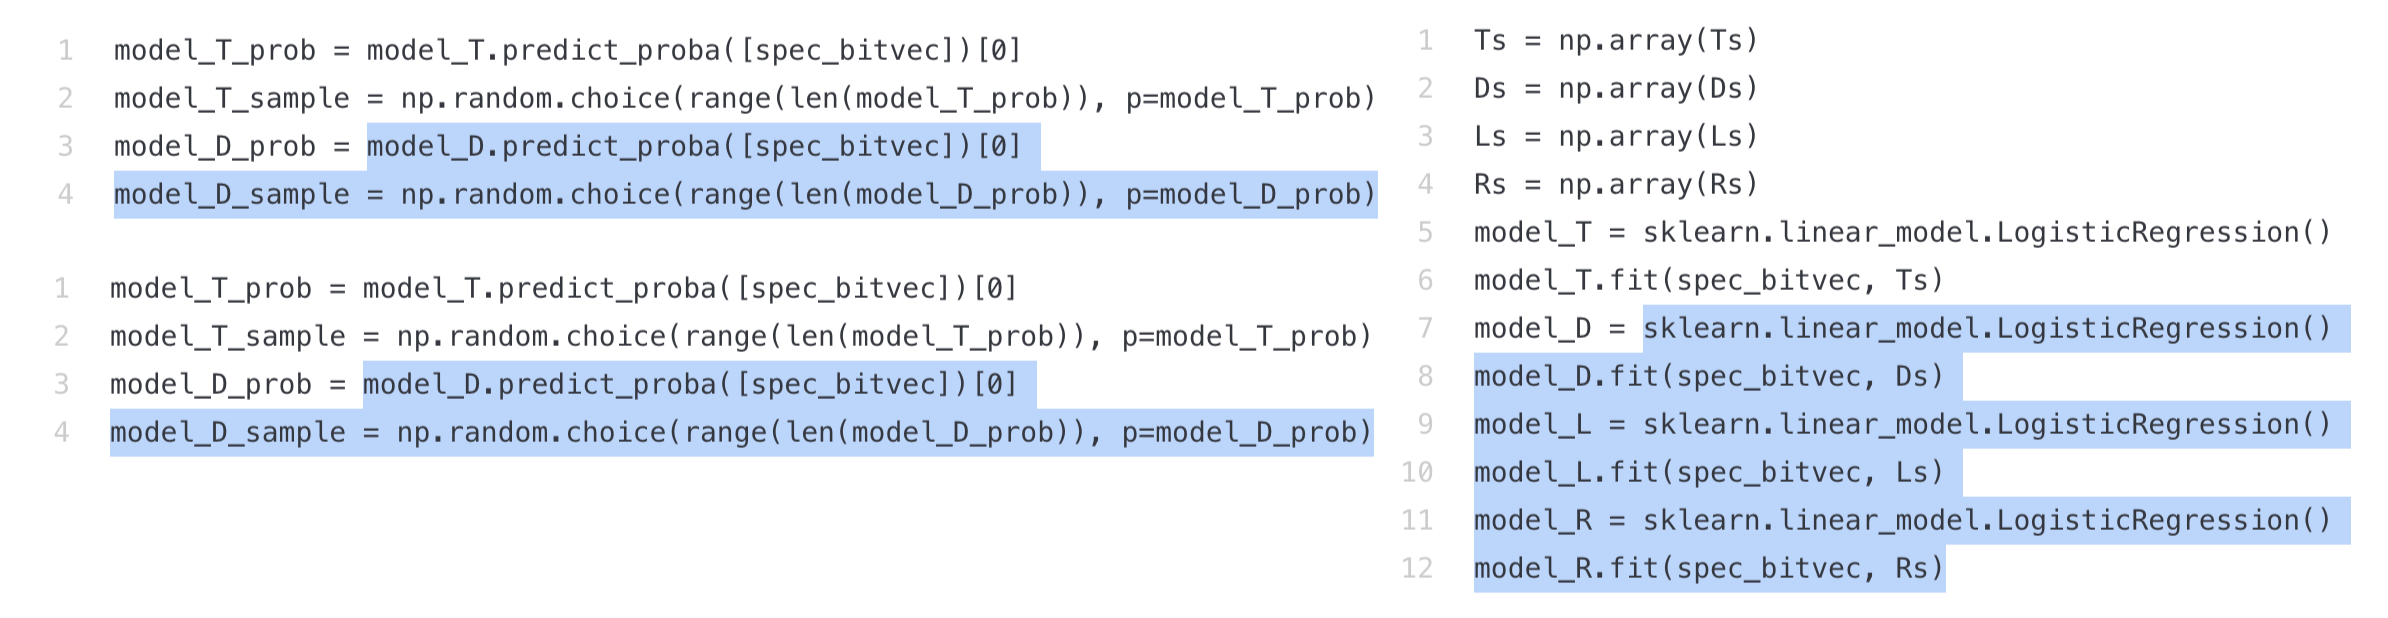 1 model_T_prob = model_T.predict_proba([spec_bitvec])[0]
2 model_T_sample = np.random.choice(range(len(model_T_prob)), p=model_T_prob)
3 model_D_prob = model_D.predict_proba([spec_bitvec])[0]
4 model_D_sample = np.random.choice(range(len(model_D_prob)), p=model_D_prob)
1 model_T_prob = model_T.predict_proba([spec_bitvec])[0]
2 model_T_sample = np.random.choice(range(len(model_T_prob)), p=model_T_prob)
3 model_D_prob = model_D.predict_proba([spec_bitvec])[0]
4 model_D_sample = np.random.choice(range(len(model_D_prob)), p=model_D_prob)
1 Ts = np.array(Ts)
2 Ds = np.array(Ds)
3 Ls = np.array(Ls)
4 Rs = np.array(Rs)
5 model_T = sklearn.linear_model.LogisticRegression()
6 model_T.fit(spec_bitvec, Ts)
7 model_D = sklearn.linear_model.LogisticRegression()
8 model_D.fit(spec_bitvec, Ds)
9 model_L = sklearn.linear_model.LogisticRegression()
10 model_L.fit(spec_bitvec, Ls)
11 model_R = sklearn.linear_model.LogisticRegression()
12 model_R.fit(spec_bitvec, Rs)